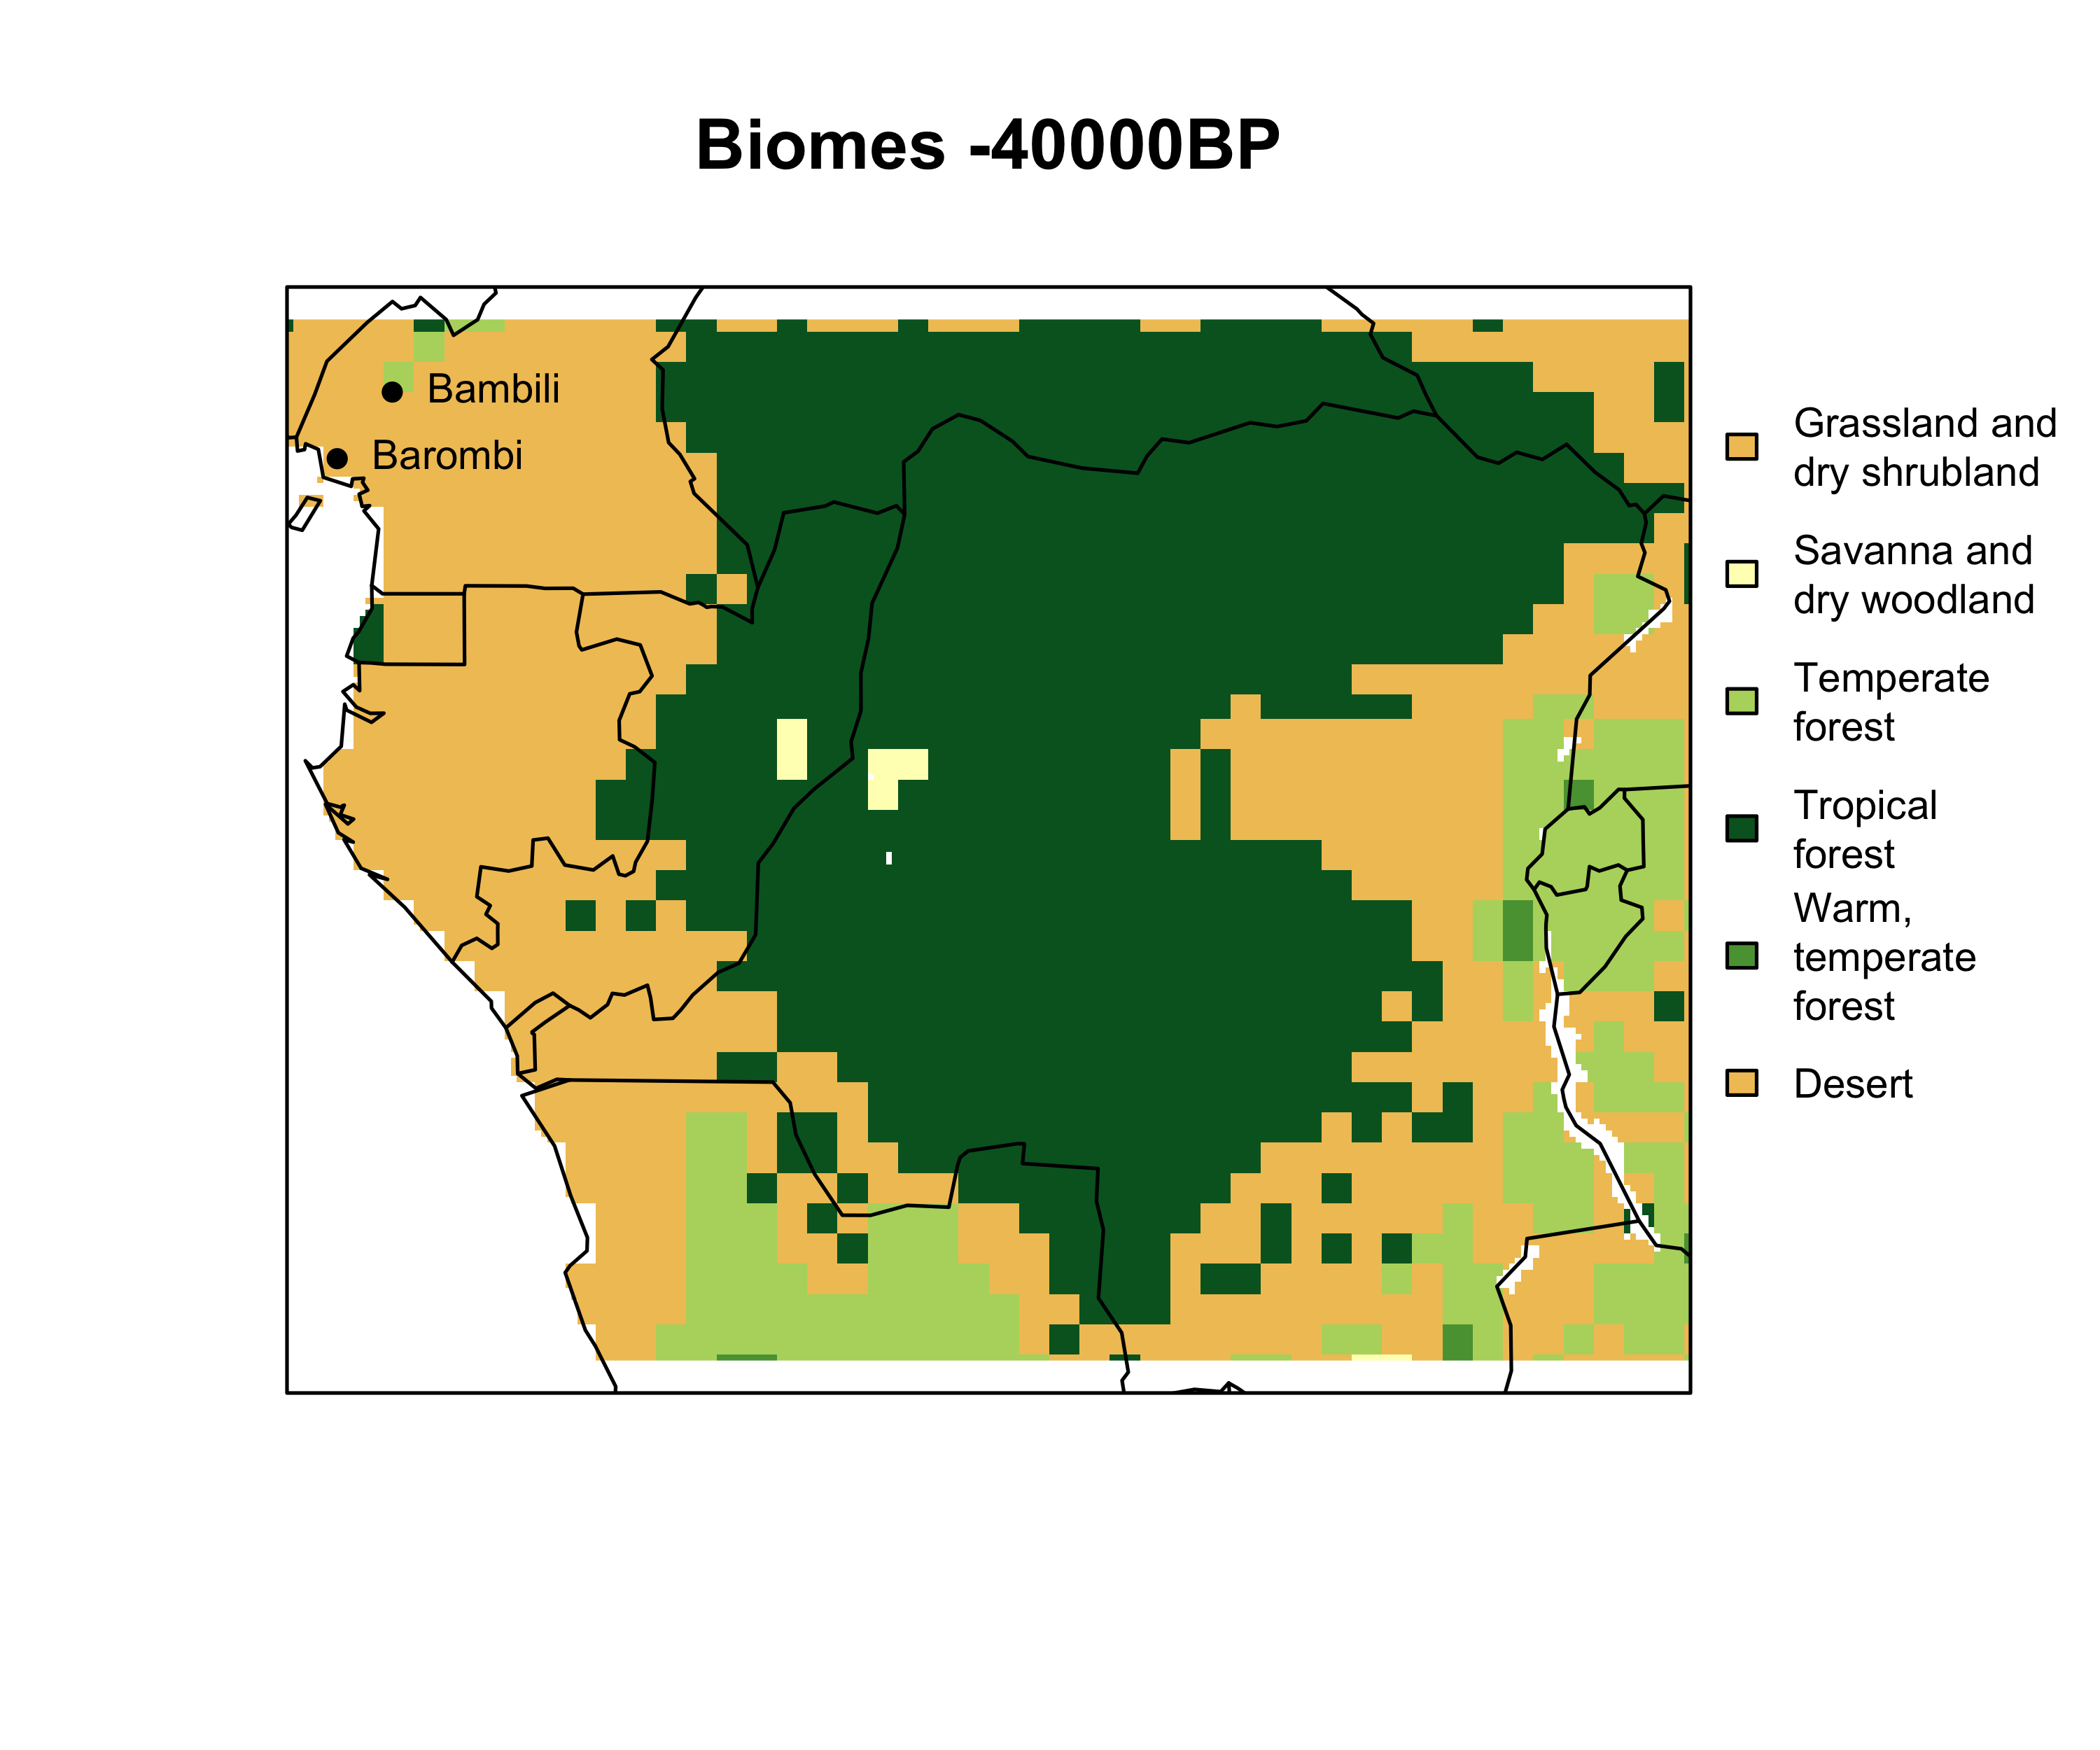 Biomes -40000BP
Bambili
Barombi
Grassland and
dry shrubland
Savanna and
dry woodland
Temperate
forest
Tropical
forest
Warm,
temperate
forest
Desert